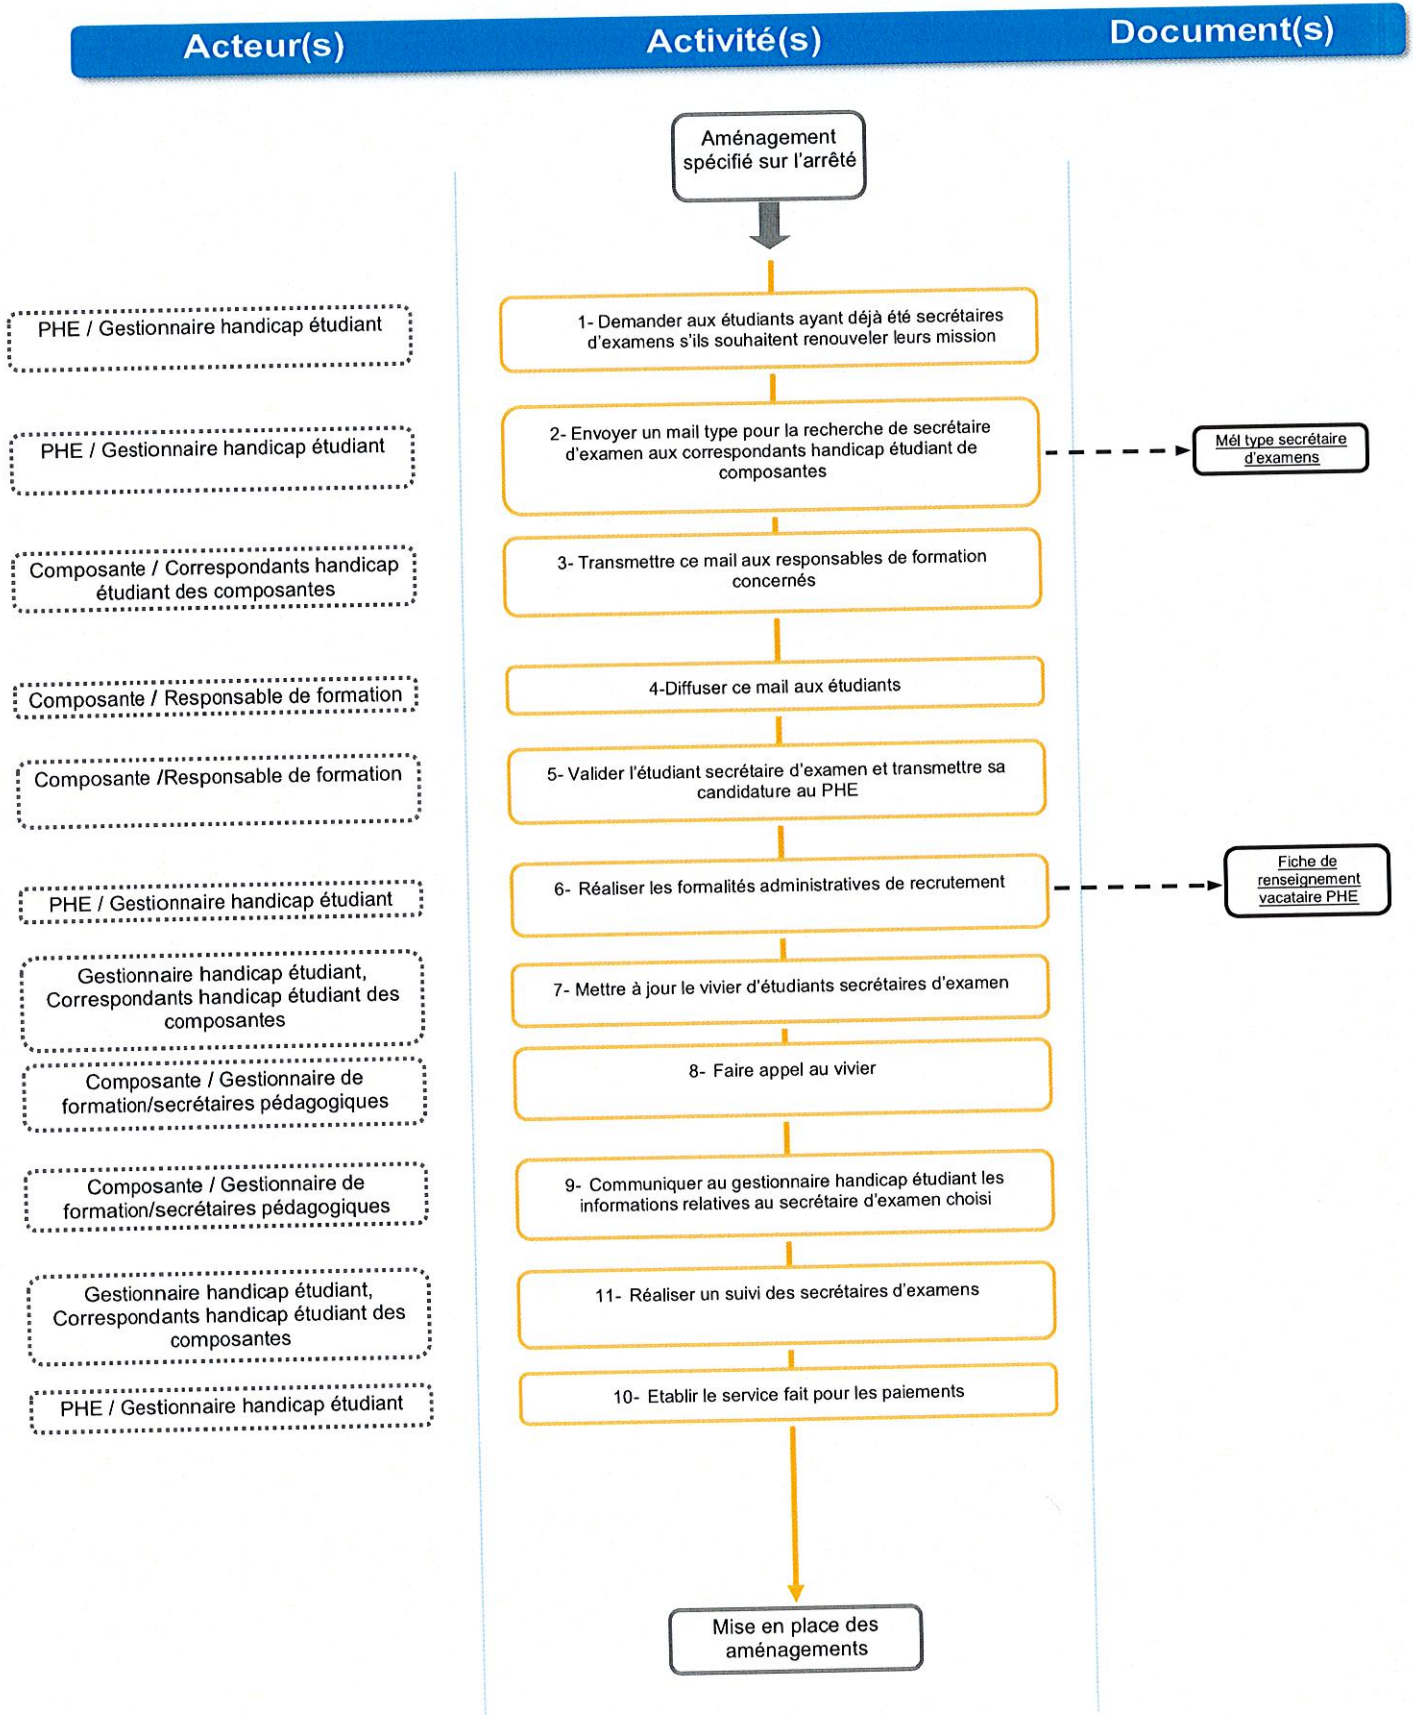 Acteur(s) Activité(s) Document(s)
Aménagement
spécifié sur l'arrêté
PHE / Gestionnaire handicap étudiant
1- Demander aux étudiants ayant déjà été secrétaires
d'examens s'ils souhaitent renouveler leurs mission
PHE / Gestionnaire handicap étudiant
2- Envoyer un mail type pour la recherche de secrétaire
d'examen aux correspondants handicap étudiant de
composantes
Mél type secrétaire
d'examens
Composante / Correspondants handicap
étudiant des composantes
3- Transmettre ce mail aux responsables de formation
concernés
Composante / Responsable de formation
4-Diffuser ce mail aux étudiants
Composante /Responsable de formation
5- Valider l'étudiant secrétaire d'examen et transmettre sa
candidature au PHE
PHE / Gestionnaire handicap étudiant
6- Réaliser les formalités administratives de recrutement
Fiche de
renseignement
vacataire PHE
Gestionnaire handicap étudiant,
Correspondants handicap étudiant des
composantes
7- Mettre à jour le vivier d'étudiants secrétaires d'examen
Composante / Gestionnaire de
formation/secrétaires pédagogiques
8- Faire appel au vivier
Composante / Gestionnaire de
formation/secrétaires pédagogiques
9- Communiquer au gestionnaire handicap étudiant les
informations relatives au secrétaire d'examen choisi
Gestionnaire handicap étudiant,
Correspondants handicap étudiant des
composantes
11- Réaliser un suivi des secrétaires d'examens
PHE / Gestionnaire handicap étudiant
10- Etablir le service fait pour les paiements
Mise en place des
aménagements